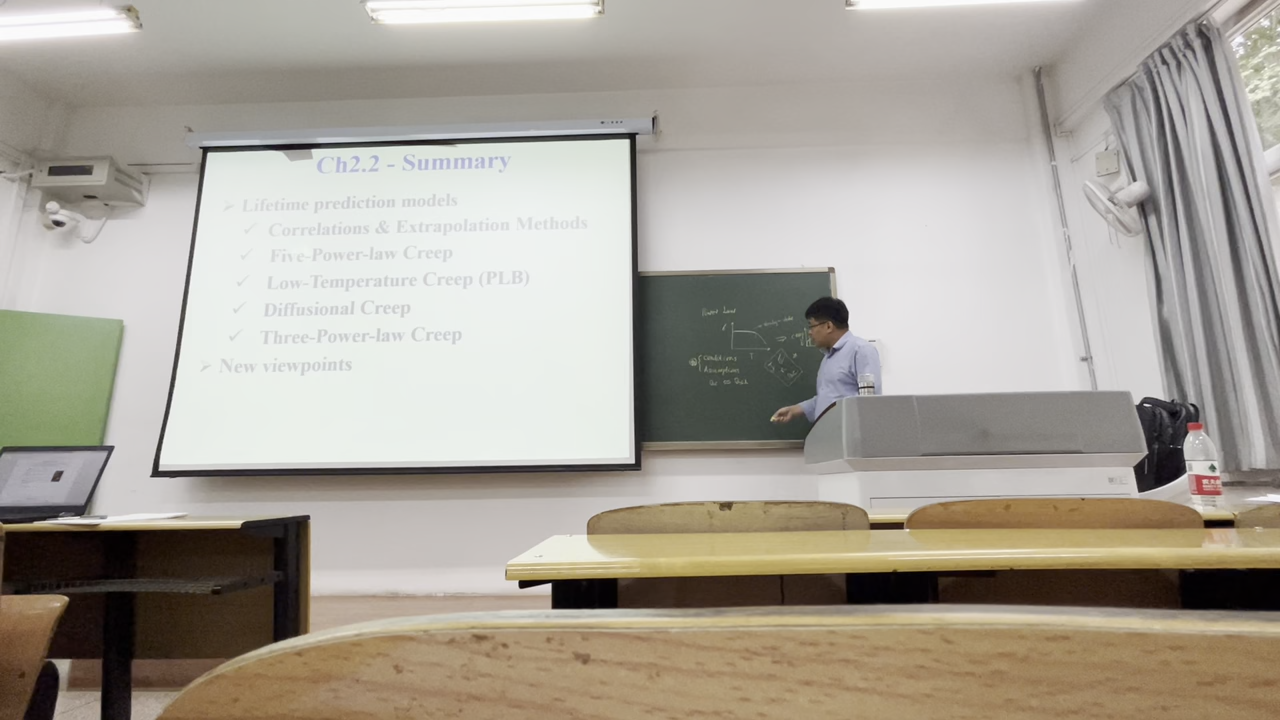 Ch2.2 - Summary
Lifetime prediction models
Correlations & Extrapolation Methods
Five-Power-law Creep
Low-Temperature Creep (PLB)
Diffusional Creep
Three-Power-law Creep
New viewpoints
Power Law
T
Conditions
Assumptions